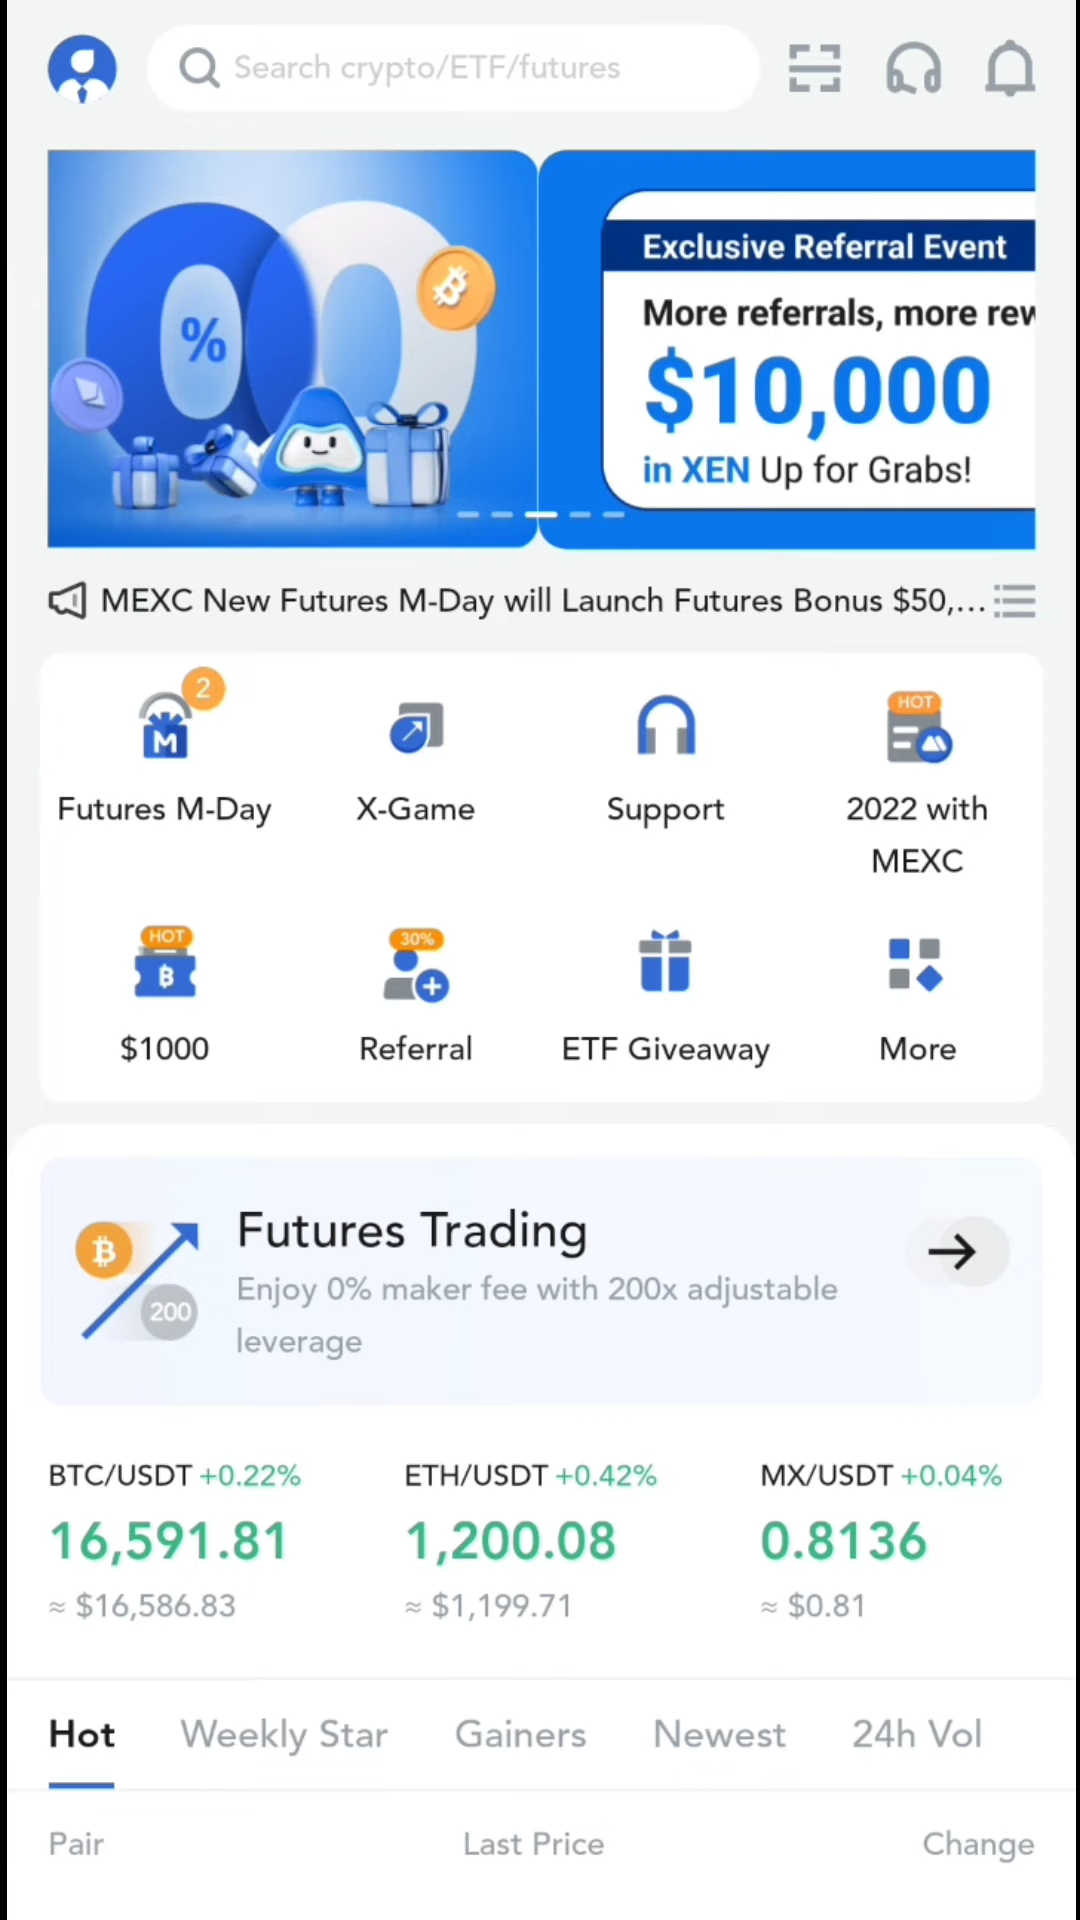 Search crypto/ETF/futures
%
Exclusive Referral Event
More referrals, more rew
$10,000
in XEN Up for Grabs!
MEXC New Futures M-Day will Launch Futures Bonus $50,...
2
M
HOT
Futures M-Day
X-Game
Support
2022 with
MEXC
HOT
30%
$1000
Referral
ETF Giveaway
More
Futures Trading
Enjoy 0% maker fee with 200x adjustable
leverage
200
BTC/USDT +0.22%
ETH/USDT +0.42%
MX/USDT +0.04%
16,591.81
1,200.08
0.8136
≈ $16,586.83
≈ $1,199.71
≈ $0.81
Hot
Weekly Star
Gainers
Newest
24h Vol
Pair
Last Price
Change